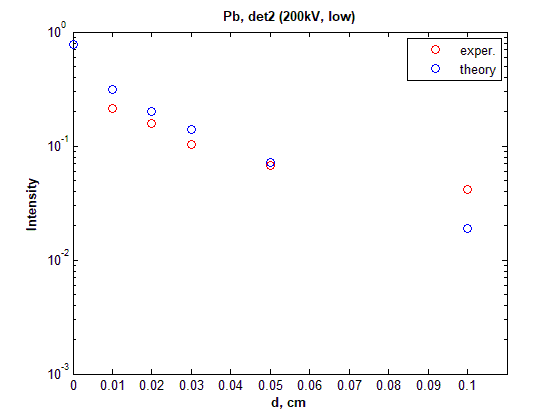 Pb, det2 (200kV, low)
exper.
theory
10^0
10^-1
10^-2
10^-3
Intensity
0 0.01 0.02 0.03 0.04 0.05 0.06 0.07 0.08 0.09 0.1
d, cm